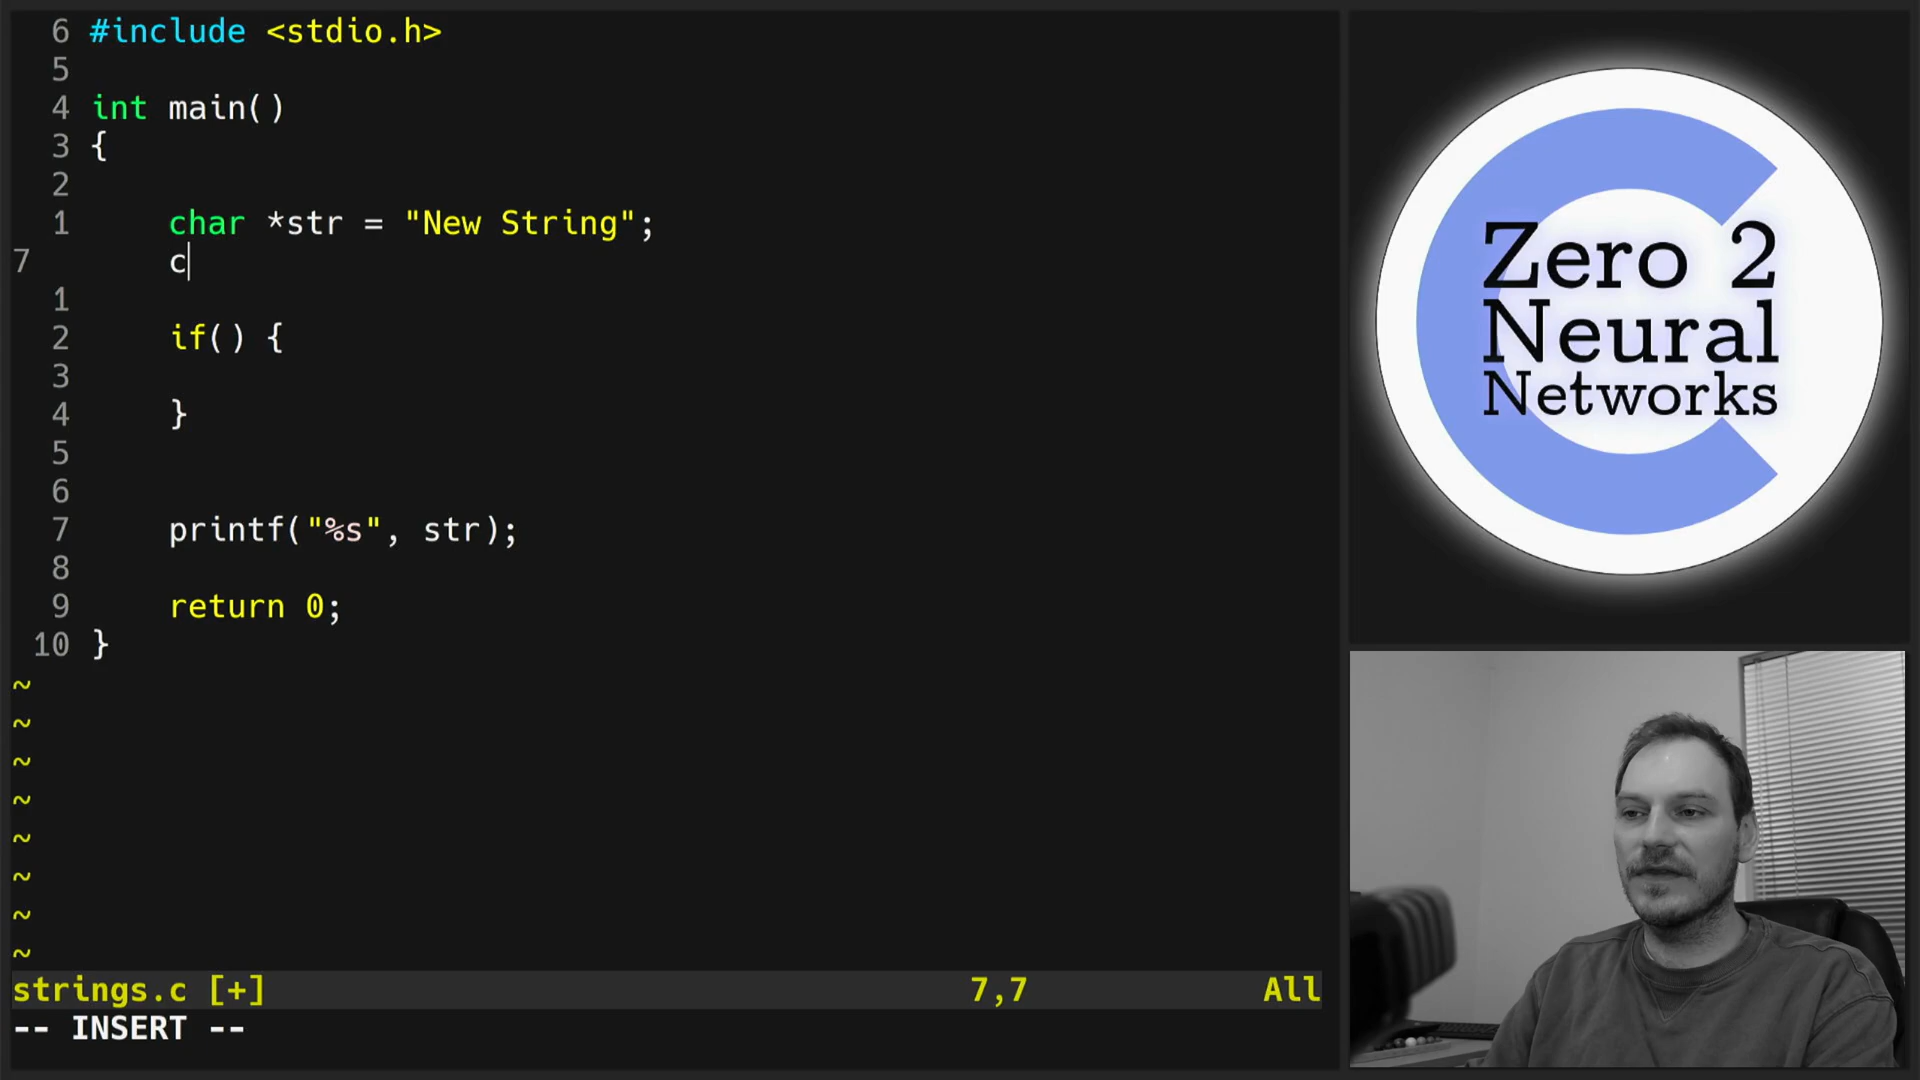 6 #include <stdio.h>
5
4 int main()
3 {
2
1     char *str = "New String";
7     c
1
2     if() {
3
4     }
5
6
7     printf("%s", str);
8
9     return 0;
10 }
~
~
~
~
~
~
~
~
strings.c [+] 7,7 All
-- INSERT --
Zero 2
Neural
Networks